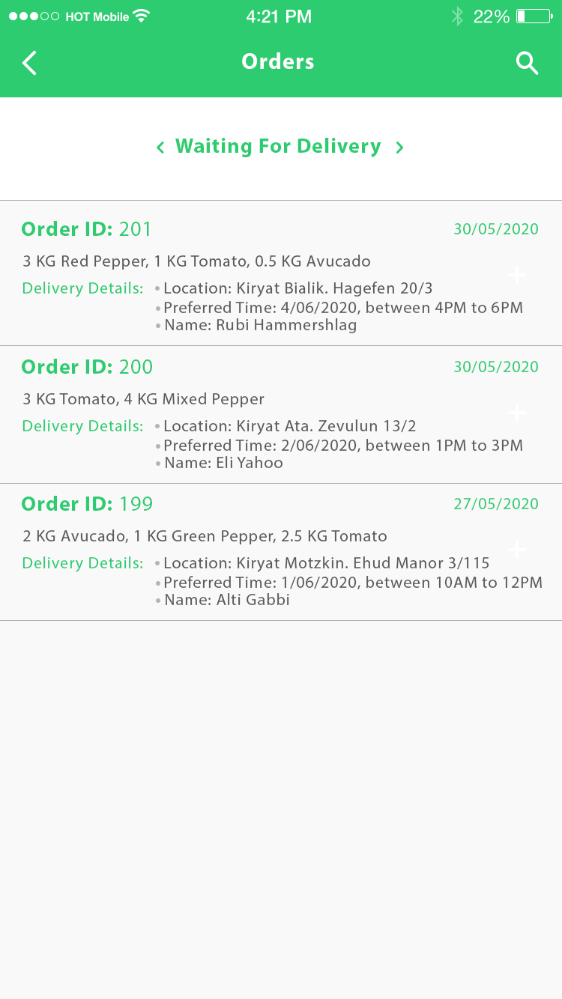 HOT Mobile 4:21 PM 22%
Orders
‹ Waiting For Delivery ›
Order ID: 201 30/05/2020
3 KG Red Pepper, 1 KG Tomato, 0.5 KG Avucado
+
Delivery Details: • Location: Kiryat Bialik. Hagefen 20/3
• Preferred Time: 4/06/2020, between 4PM to 6PM
• Name: Rubi Hammershlag
Order ID: 200 30/05/2020
3 KG Tomato, 4 KG Mixed Pepper
+
Delivery Details: • Location: Kiryat Ata. Zevulun 13/2
• Preferred Time: 2/06/2020, between 1PM to 3PM
• Name: Eli Yahoo
Order ID: 199 27/05/2020
2 KG Avucado, 1 KG Green Pepper, 2.5 KG Tomato
+
Delivery Details: • Location: Kiryat Motzkin. Ehud Manor 3/115
• Preferred Time: 1/06/2020, between 10AM to 12PM
• Name: Alti Gabbi